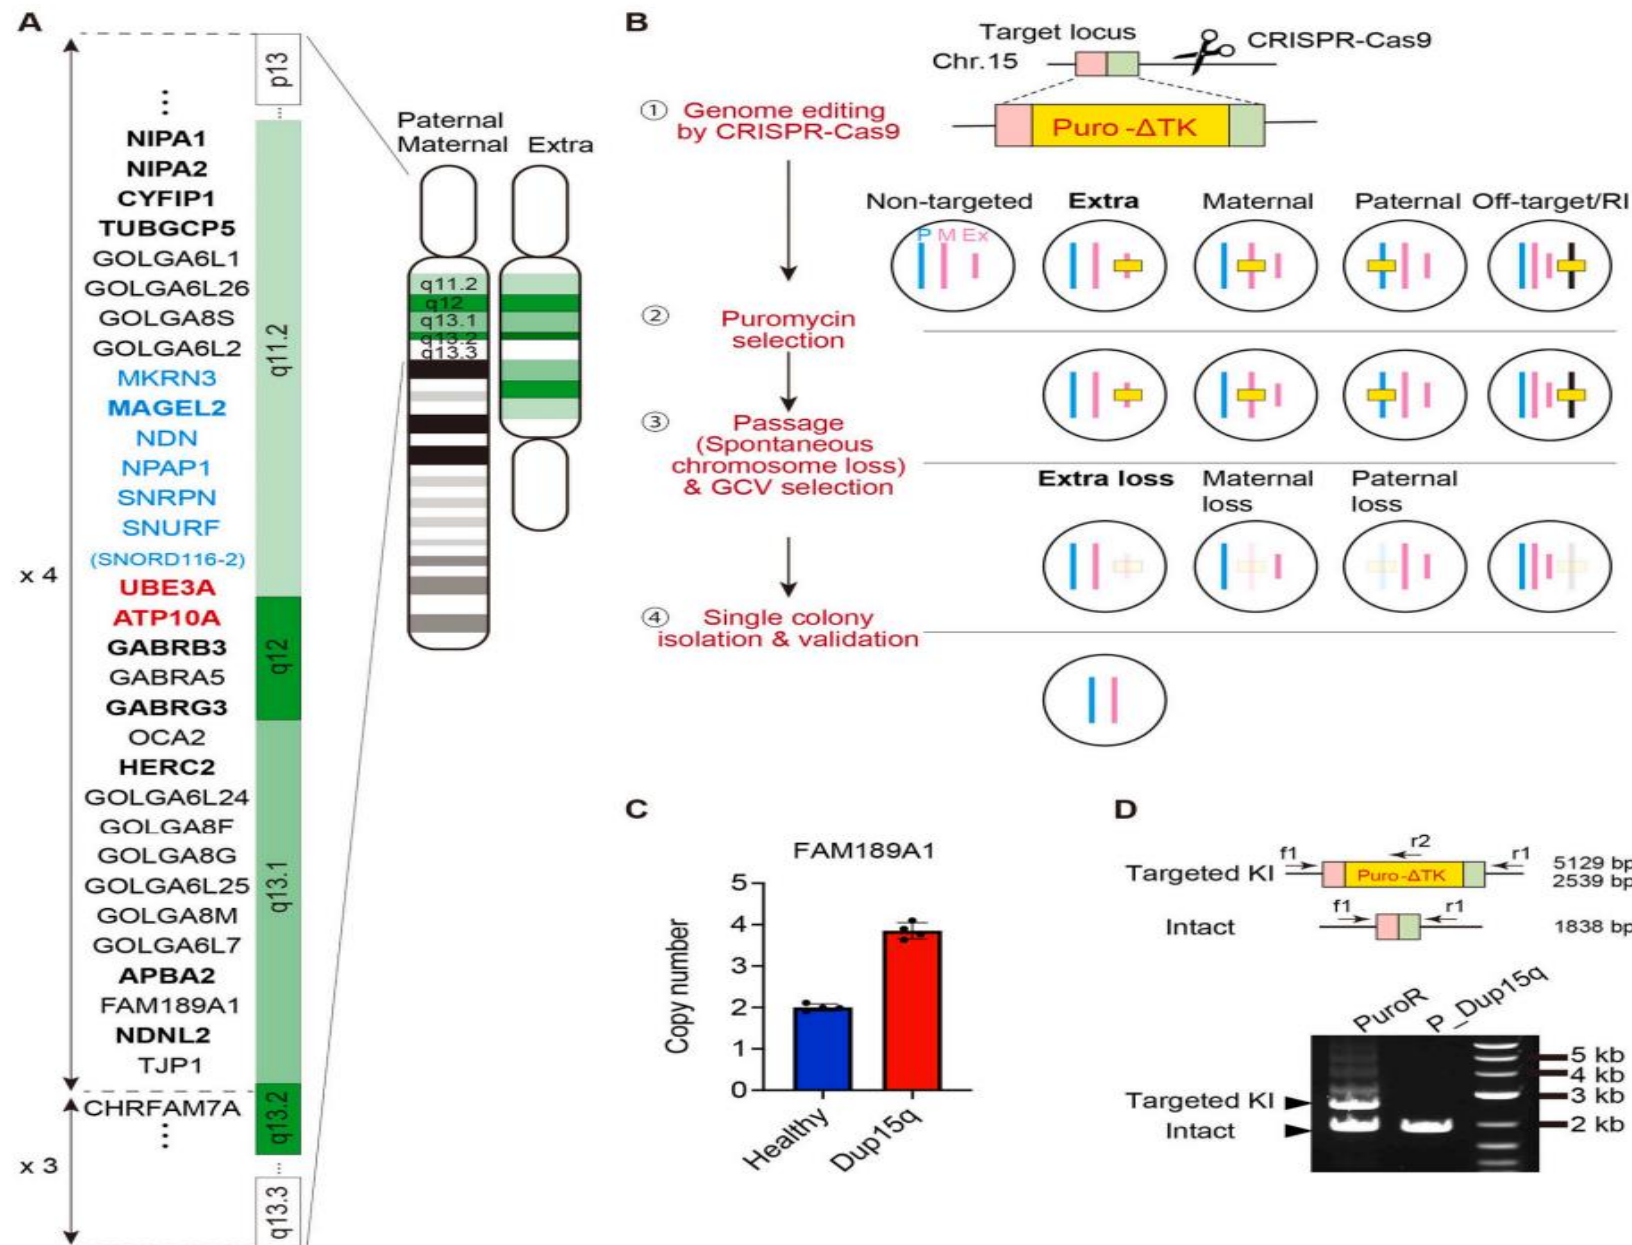 A
x 4
x 3
NIPA1
NIPA2
CYFIP1
TUBGCP5
GOLGA6L1
GOLGA6L26
GOLGA8S
GOLGA6L2
MKRN3
MAGEL2
NDN
NPAP1
SNRPN
SNURF
(SNORD116-2)
UBE3A
ATP10A
GABRB3
GABRA5
GABRG3
OCA2
HERC2
GOLGA6L24
GOLGA8F
GOLGA8G
GOLGA6L25
GOLGA8M
GOLGA6L7
APBA2
FAM189A1
NDNL2
TJP1
CHRFAM7A
p13
q11.2
q12
q13.1
q13.2
q13.3
Paternal
Maternal Extra
q11.2
q12
q13.1
q13.2
q13.3
B
Target locus
CRISPR-Cas9
Chr.15
Puro -ΔTK
① Genome editing
by CRISPR-Cas9
Non-targeted Extra Maternal Paternal Off-target/RI
P M Ex
② Puromycin
selection
③ Passage
(Spontaneous
chromosome loss)
& GCV selection
Extra loss Maternal
loss Paternal
loss
④ Single colony
isolation & validation
C
FAM189A1
Copy number
5
4
3
2
1
0
Healthy
Dup15q
D
f1 r2 r1
Targeted KI Puro-ΔTK 5129 bp
2539 bp
f1 r1
Intact 1838 bp
PuroR P_Dup15q
5 kb
4 kb
Targeted KI 3 kb
Intact 2 kb